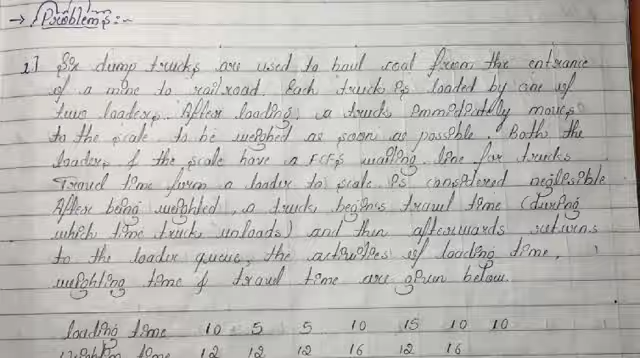 → Problems :-
1] Six dump trucks are used to haul coal from the entrance
of a mine to railroad. Each truck is loaded by one of
two loaders. After loading, a truck immidiately moves
to the scale to be weighed as soon as possible. Both the
loaders & the scale have a FCFS waiting line for trucks
Travel time form a loader to scale is considered neglisible
After being weighted, a truck begins travel time (during
which time truck unloads) and then afterwards returns
to the loader queue, the activities of loading time,
weighting time & travel time are given below.
loading time 10 5 5 10 15 10 10
time 12 12 12 16 12 16